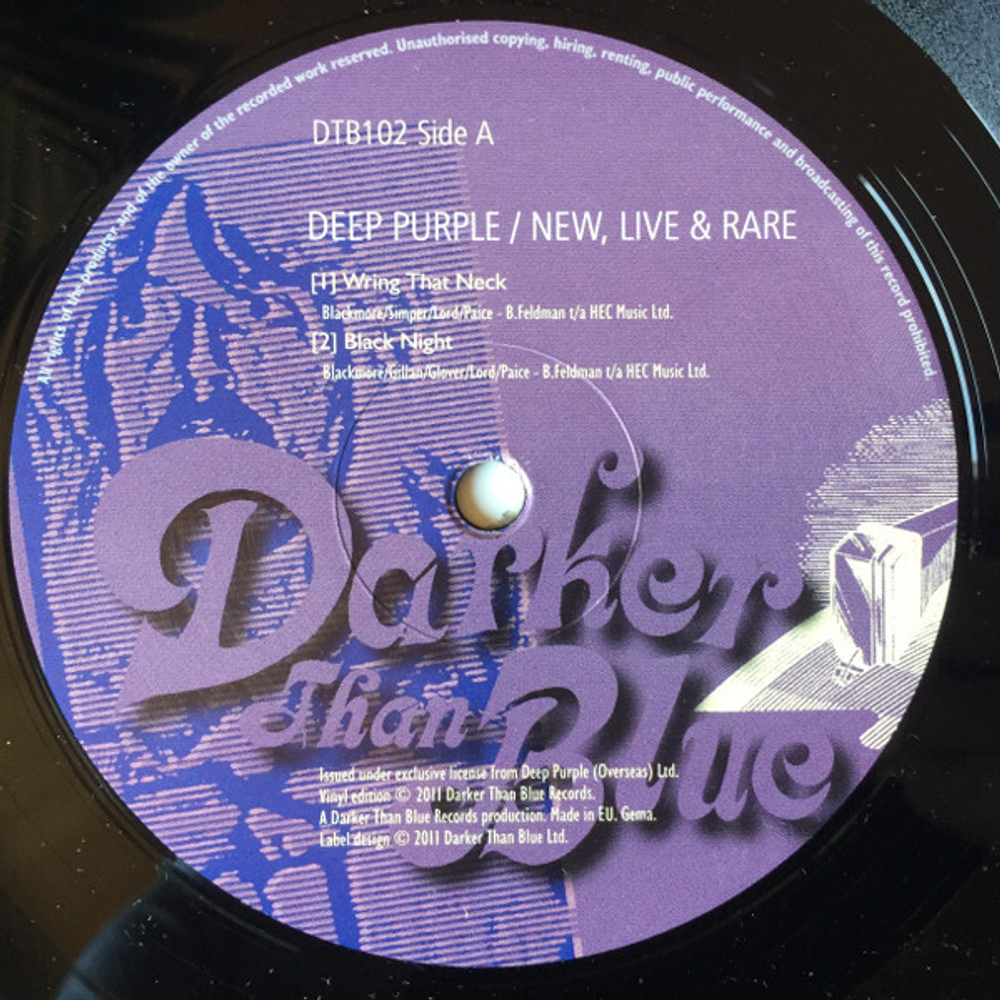 All rights of the producer and of the owner of the recorded work reserved. Unauthorised copying, hiring, renting, public performance and broadcasting of this record prohibited.
DTB102 Side A
DEEP PURPLE / NEW, LIVE & RARE
[1] Wring That Neck
Blackmore/Simper/Lord/Paice - B.Feldman t/a HEC Music Ltd.
[2] Black Night
Blackmore/Gillan/Glover/Lord/Paice - B.Feldman t/a HEC Music Ltd.
Darker
Than Blue
Issued under exclusive license from Deep Purple (Overseas) Ltd.
Vinyl edition © 2011 Darker Than Blue Records.
A Darker Than Blue Records production. Made in EU. Gema.
Label design © 2011 Darker Than Blue Ltd.